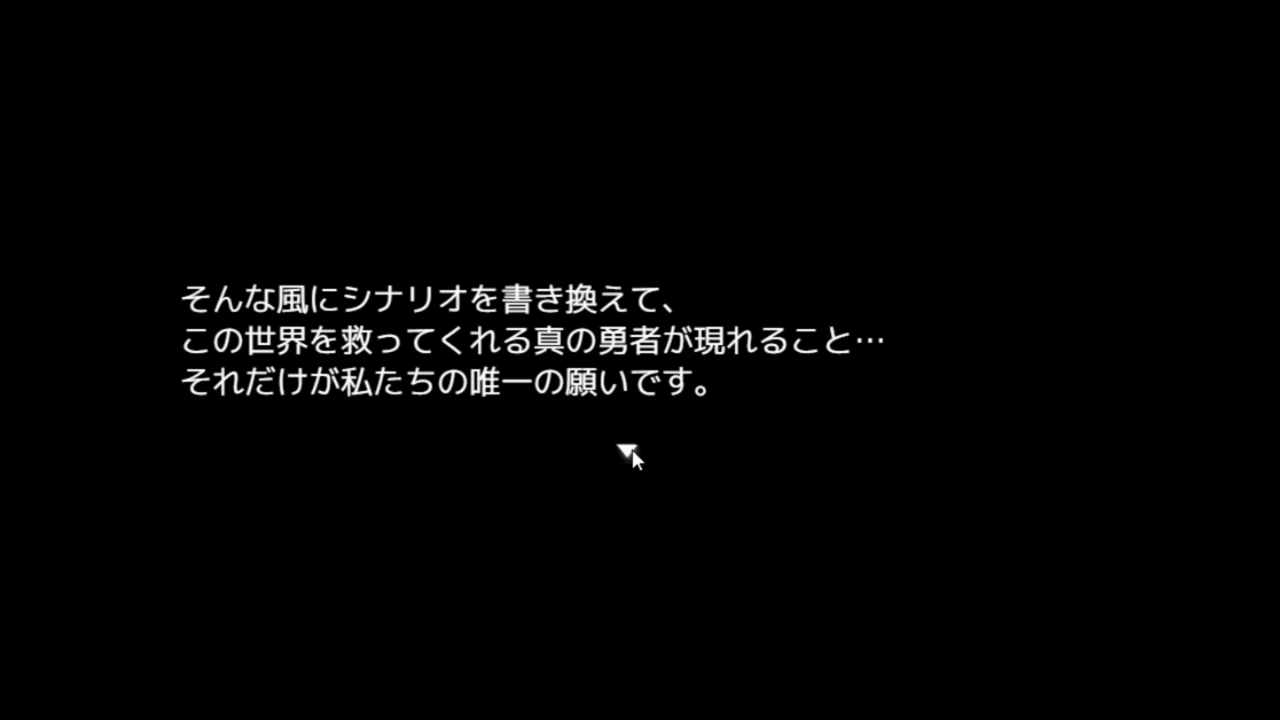 そんな風にシナリオを書き換えて、
この世界を救ってくれる真の勇者が現れること…
それだけが私たちの唯一の願いです。